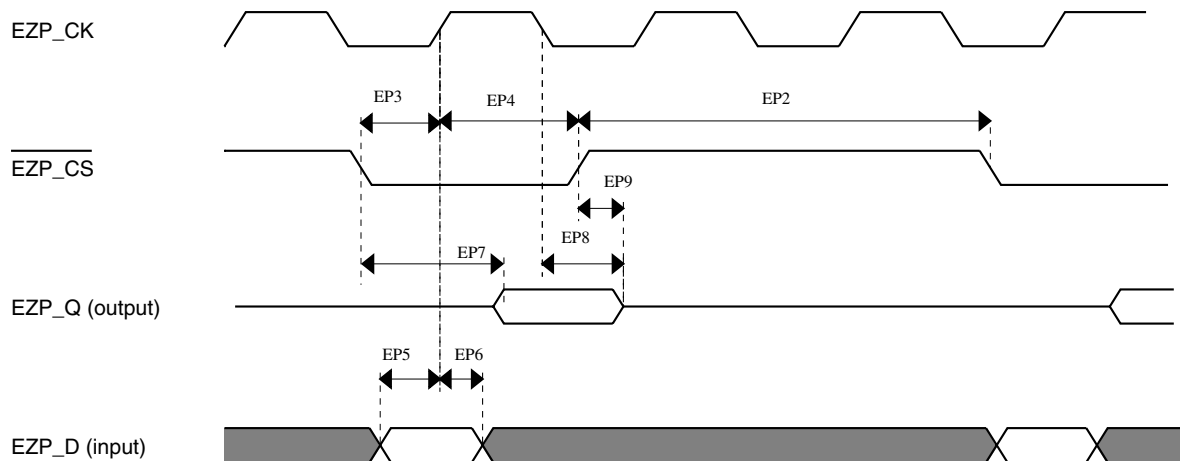 EZP_CK
EP3
EP4
EP2
EZP_CS
EP9
EP8
EP7
EZP_Q (output)
EP5
EP6
EZP_D (input)